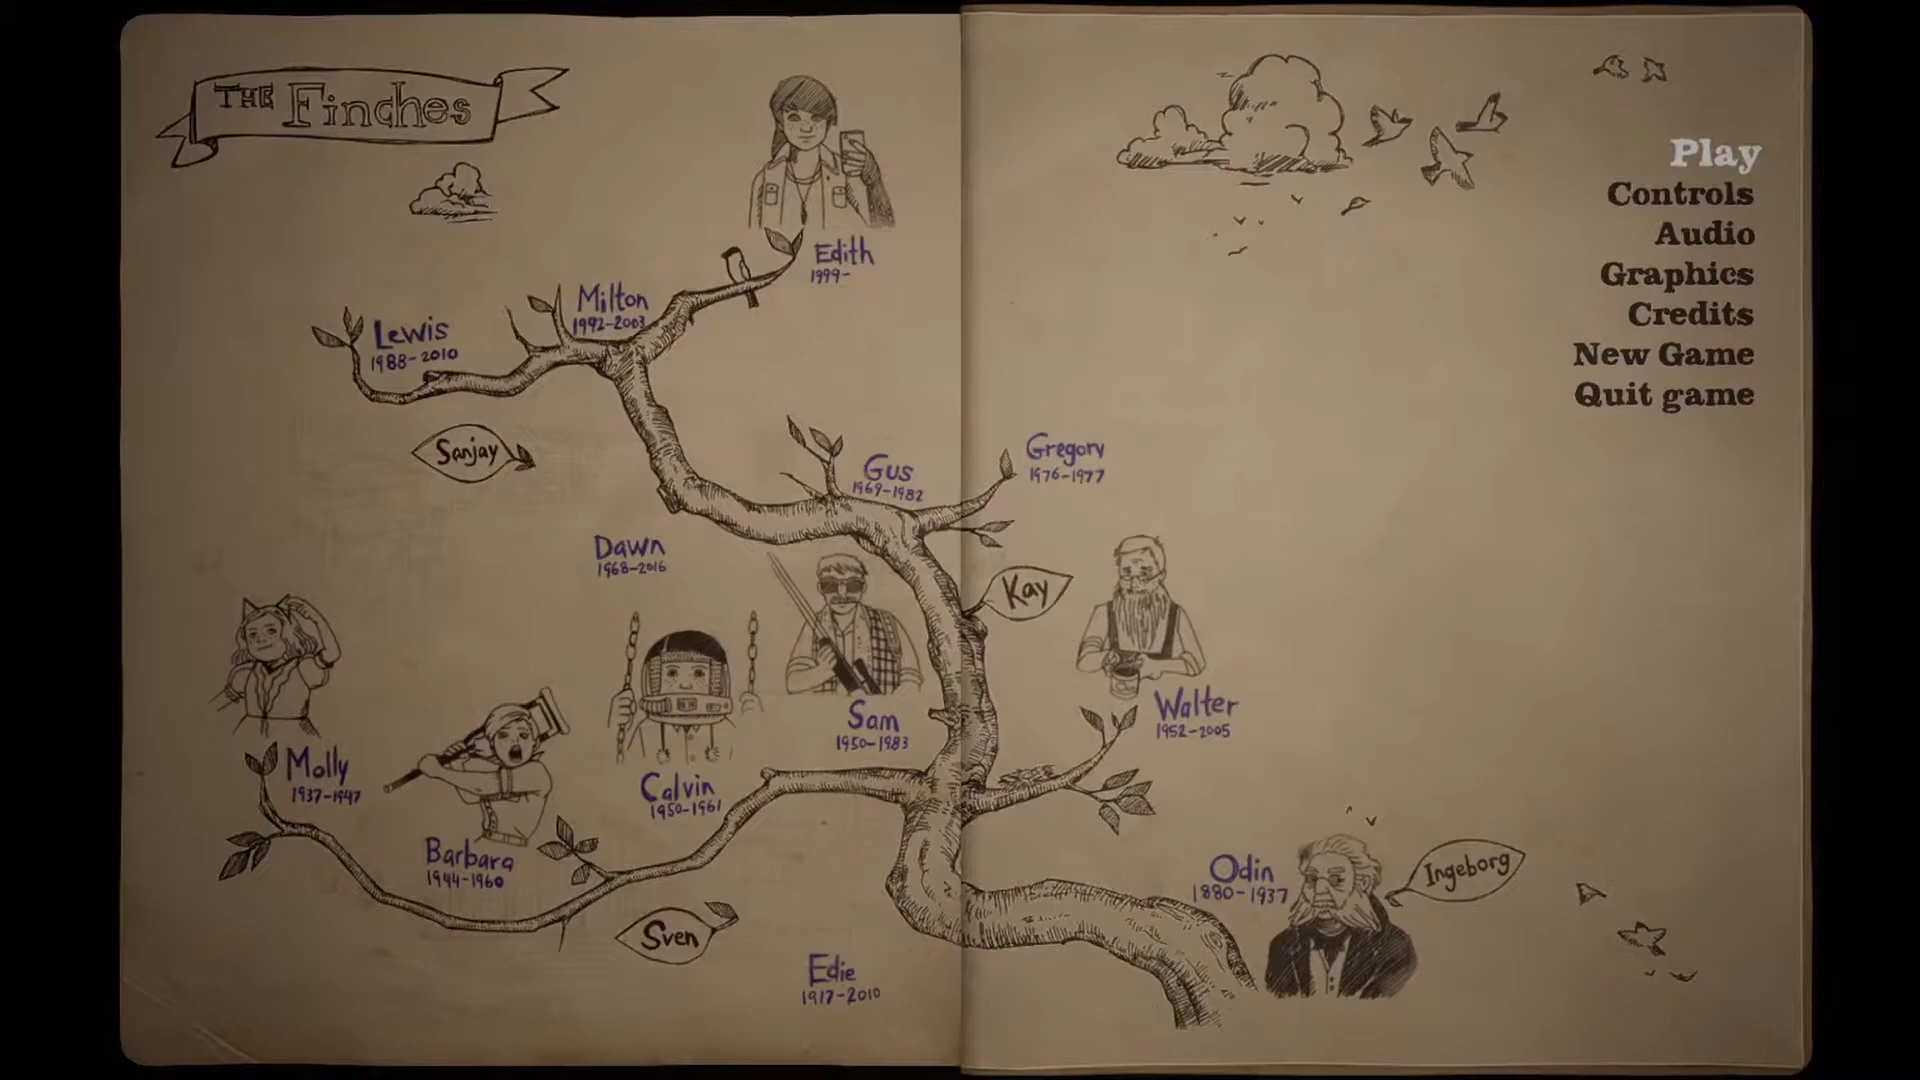 THE Finches
Edith
1999-
Milton
1992-2003
Lewis
1988-2010
Sanjay
Gus
1969-1982
Gregory
1976-1977
Dawn
1968-2016
Kay
Sam
1950-1983
Walter
1952-2005
Molly
1937-1947
Calvin
1950-1961
Barbara
1944-1960
Sven
Edie
1917-2010
Odin
1880-1937
Ingeborg
Play
Controls
Audio
Graphics
Credits
New Game
Quit game